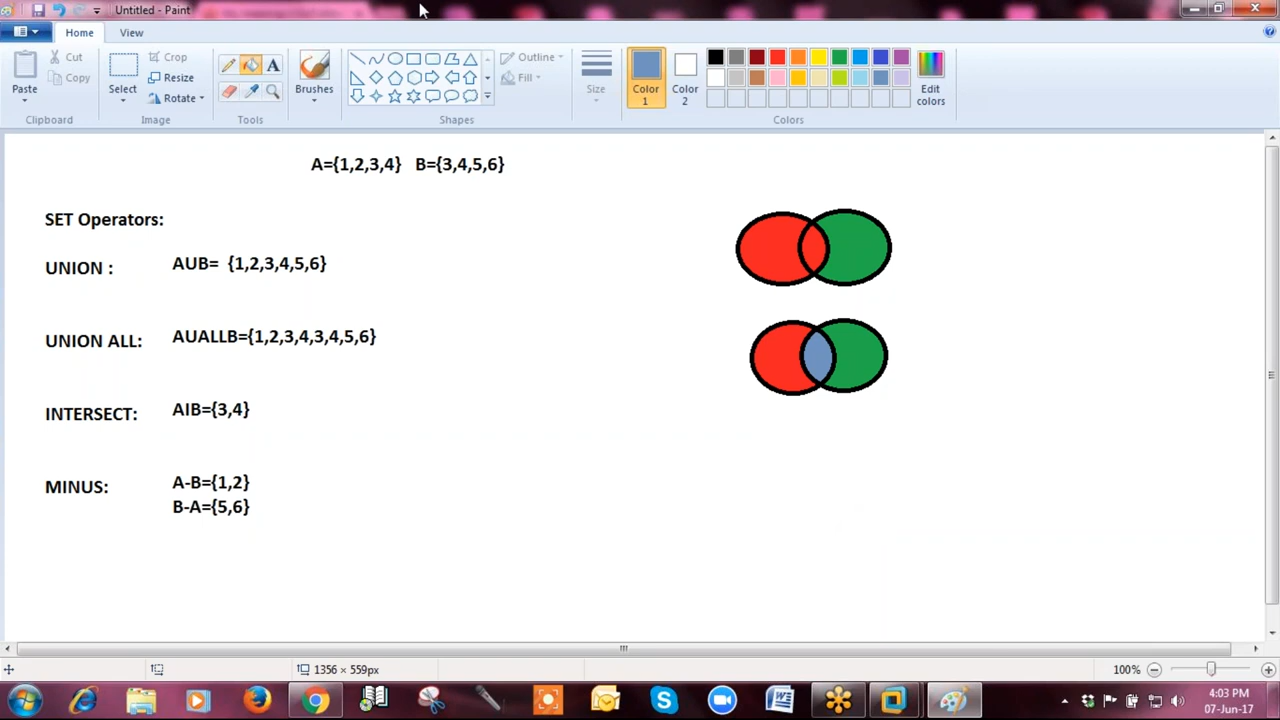 Untitled - Paint
Home
View
Paste
Cut
Copy
Clipboard
Select
Crop
Resize
Rotate
Image
A
Tools
Brushes
Outline
Fill
Shapes
Size
Color 1
Color 2
Edit colors
Colors
A={1,2,3,4} B={3,4,5,6}
SET Operators:
UNION : AUB= {1,2,3,4,5,6}
UNION ALL: AUALLB={1,2,3,4,3,4,5,6}
INTERSECT: AIB={3,4}
MINUS: A-B={1,2}
B-A={5,6}
1356 × 559px
100%
4:03 PM
07-Jun-17